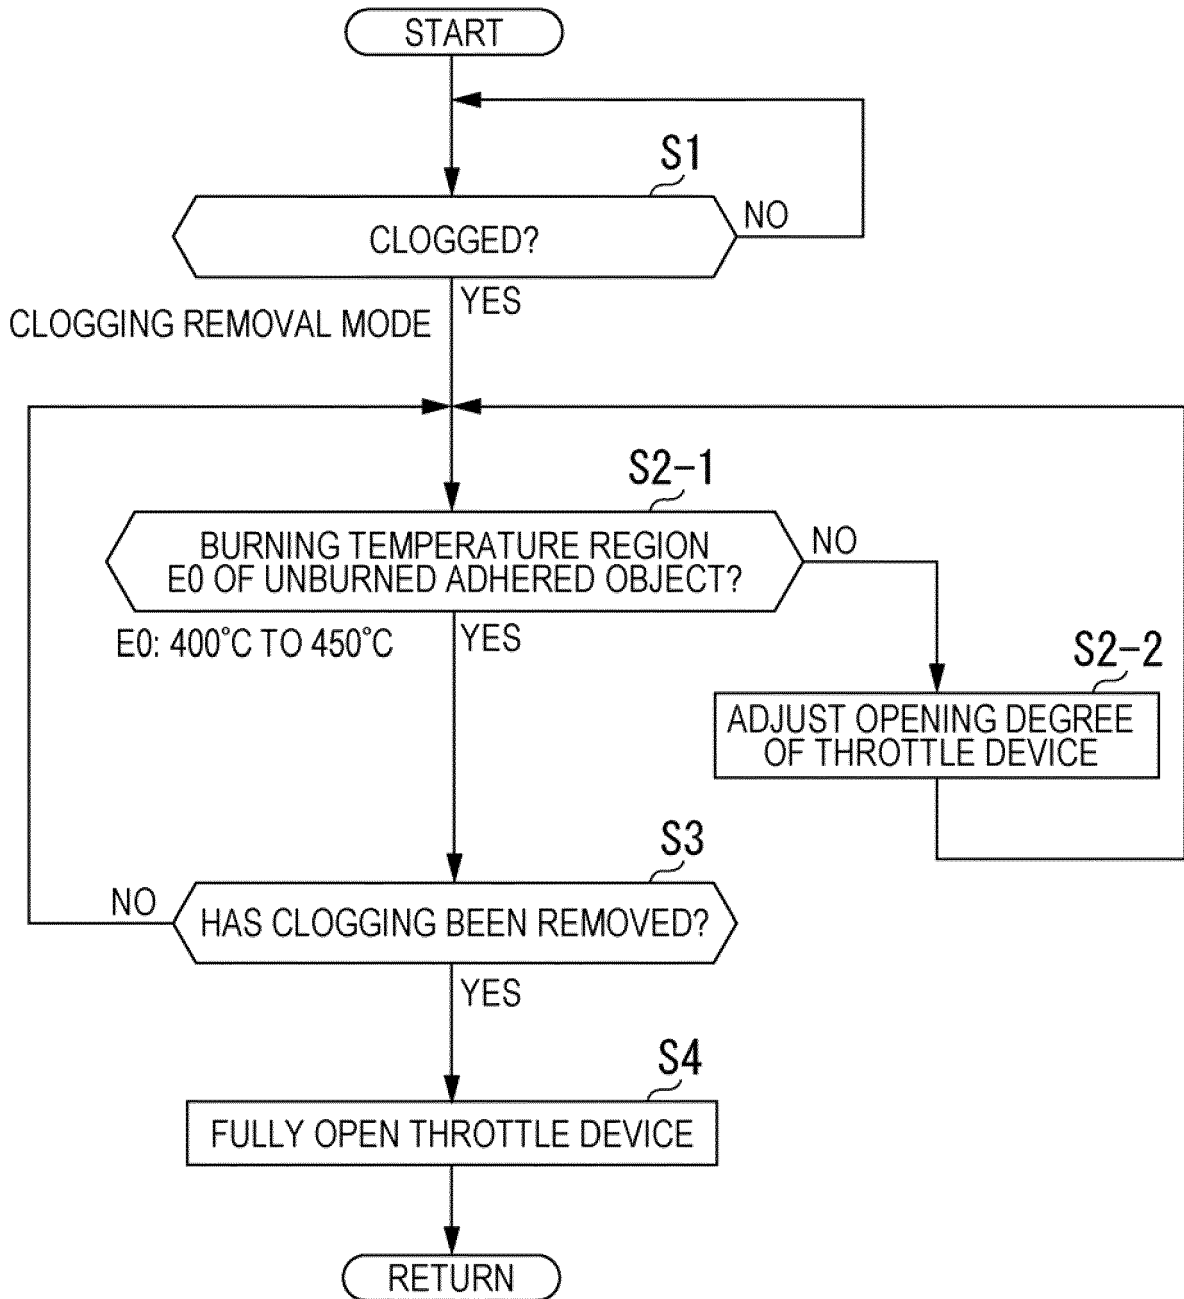 START
S1
CLOGGED?
NO
YES
CLOGGING REMOVAL MODE
S2-1
BURNING TEMPERATURE REGION
E0 OF UNBURNED ADHERED OBJECT?
NO
YES
E0: 400°C TO 450°C
S2-2
ADJUST OPENING DEGREE
OF THROTTLE DEVICE
S3
NO
HAS CLOGGING BEEN REMOVED?
YES
S4
FULLY OPEN THROTTLE DEVICE
RETURN